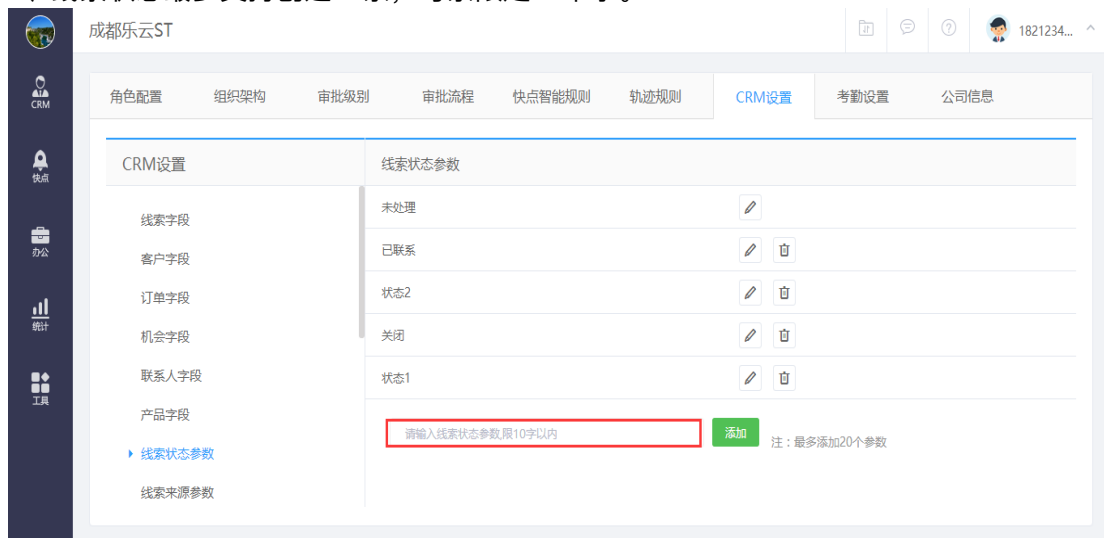 成都乐云ST
1821234...
CRM
快点
办公
统计
工具
角色配置 组织架构 审批级别 审批流程 快点智能规则 轨迹规则 CRM设置 考勤设置 公司信息
CRM设置
线索字段
客户字段
订单字段
机会字段
联系人字段
产品字段
线索状态参数
线索来源参数
线索状态参数
未处理
已联系
状态2
关闭
状态1
请输入线索状态参数,限10字以内 添加 注：最多添加20个参数